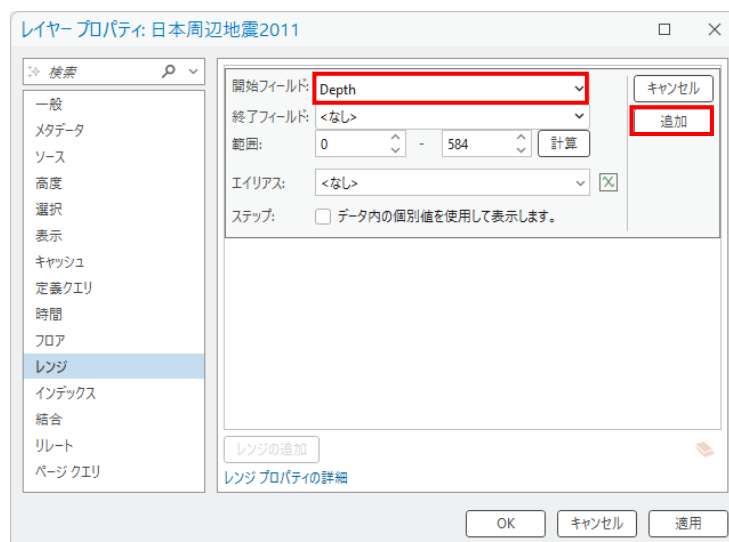 レイヤー プロパティ: 日本周辺地震2011
検索
一般
メタデータ
ソース
高度
選択
表示
キャッシュ
定義クエリ
時間
フロア
レンジ
インデックス
結合
リレート
ページ クエリ
開始フィールド: Depth
終了フィールド: <なし>
範囲: 0 - 584 計算
エイリアス: <なし>
ステップ: データ内の個別値を使用して表示します。
キャンセル
追加
レンジの追加
レンジ プロパティの詳細
OK キャンセル 適用